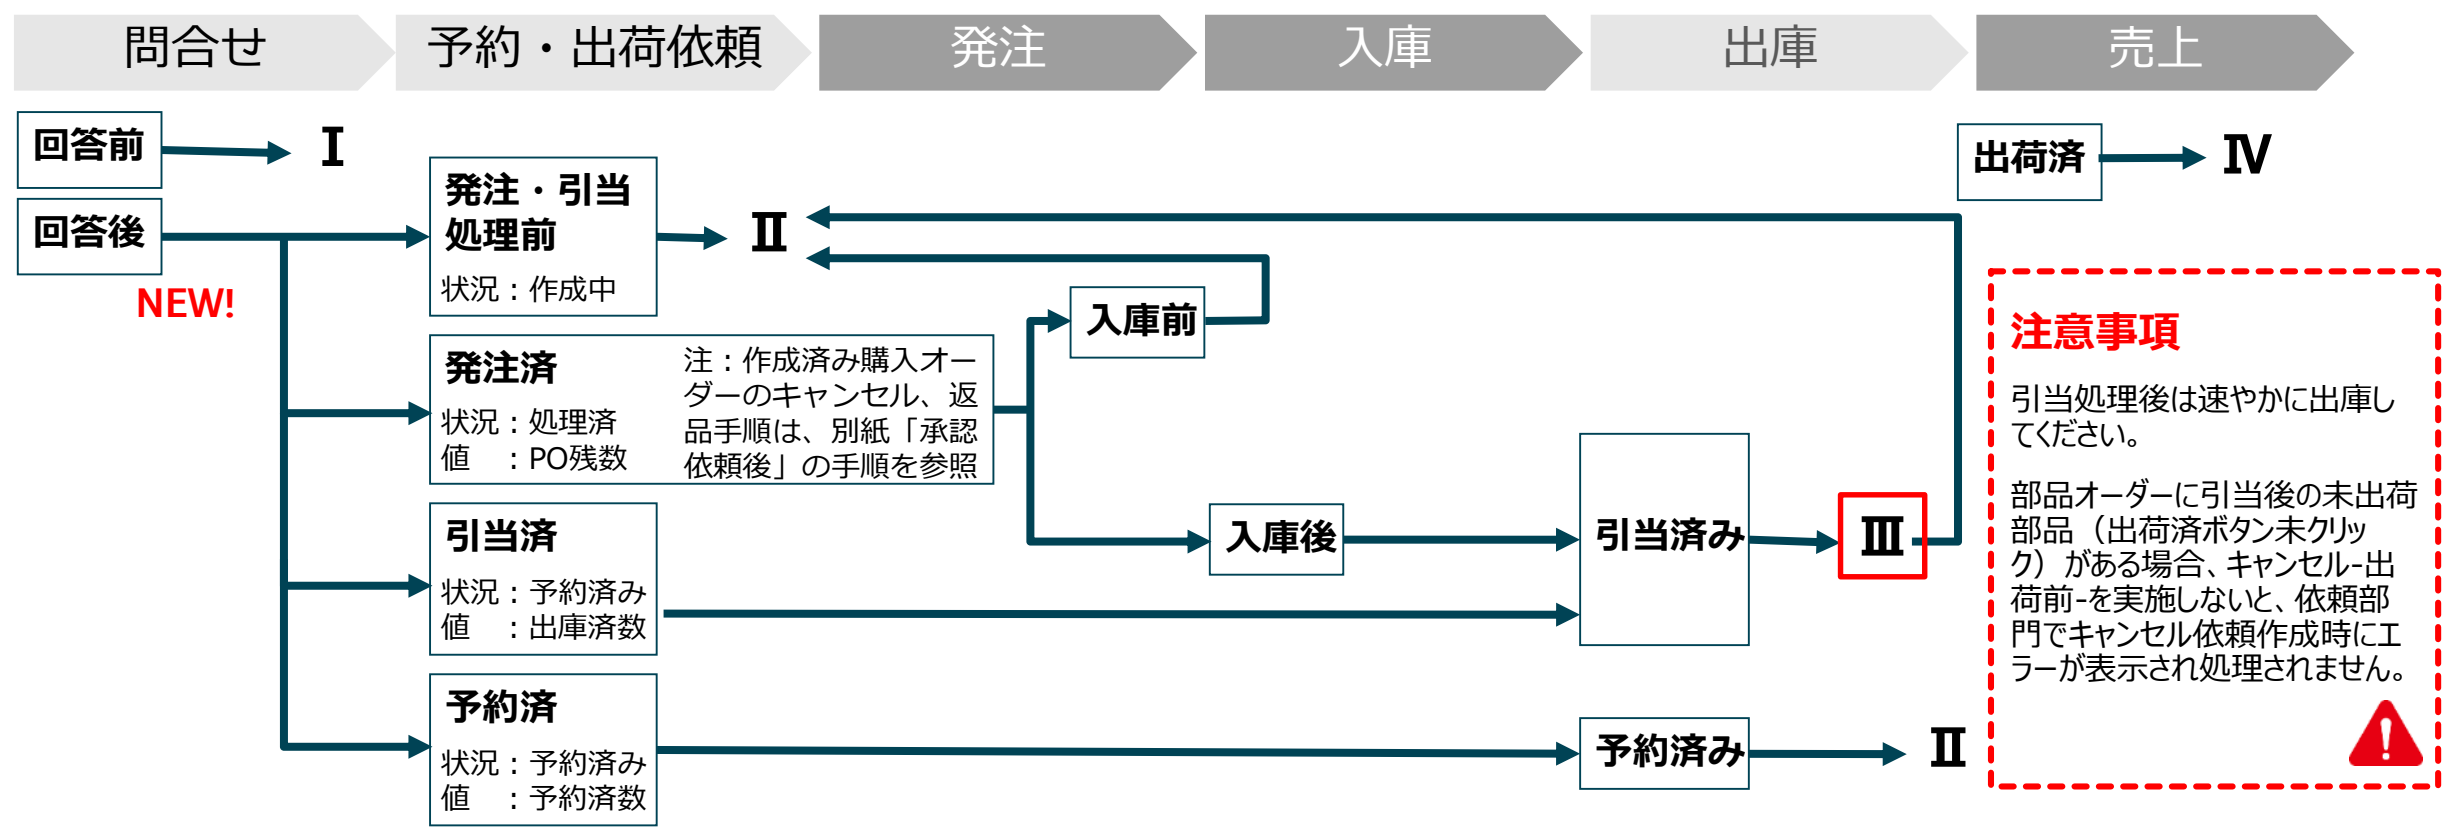 問合せ
予約・出荷依頼
発注
入庫
出庫
売上
回答前
Ⅰ
回答後
NEW!
発注・引当
処理前
状況：作成中
Ⅱ
発注済
状況：処理済
値　：PO残数
注：作成済み購入オー
ダーのキャンセル、返
品手順は、別紙「承認
依頼後」の手順を参照
引当済
状況：予約済み
値　：出庫済数
予約済
状況：予約済み
値　：予約済数
入庫前
入庫後
引当済み
Ⅲ
予約済み
Ⅱ
出荷済
Ⅳ
注意事項
引当処理後は速やかに出庫し
てください。
部品オーダーに引当後の未出荷
部品（出荷済ボタン未クリッ
ク）がある場合、キャンセル-出
荷前-を実施しないと、依頼部
門でキャンセル依頼作成時にエ
ラーが表示され処理されません。